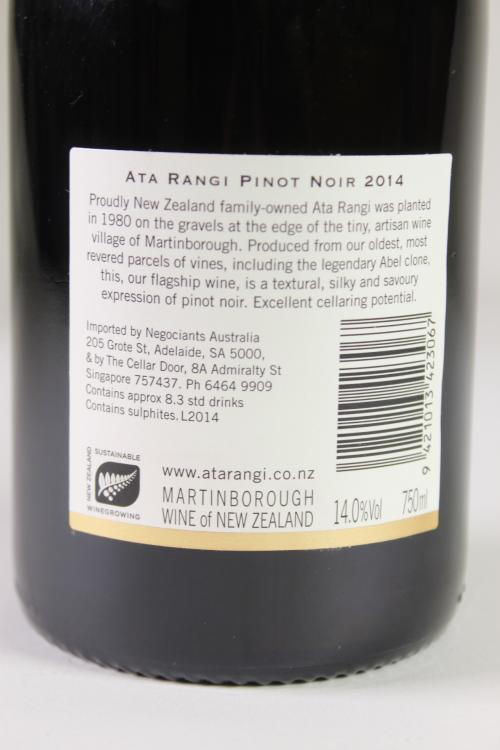 ATA RANGI PINOT NOIR 2014
Proudly New Zealand family-owned Ata Rangi was planted
in 1980 on the gravels at the edge of the tiny, artisan wine
village of Martinborough. Produced from our oldest, most
revered parcels of vines, including the legendary Abel clone,
this, our flagship wine, is a textural, silky and savoury
expression of pinot noir. Excellent cellaring potential.
Imported by Negociants Australia
205 Grote St, Adelaide, SA 5000,
& by The Cellar Door, 8A Admiralty St
Singapore 757437. Ph 6464 9909
Contains approx 8.3 std drinks
Contains sulphites. L2014
9 421013 423067
SUSTAINABLE
NEW ZEALAND
WINEGROWING
www.atarangi.co.nz
MARTINBOROUGH
WINE of NEW ZEALAND
14.0%Vol 750ml